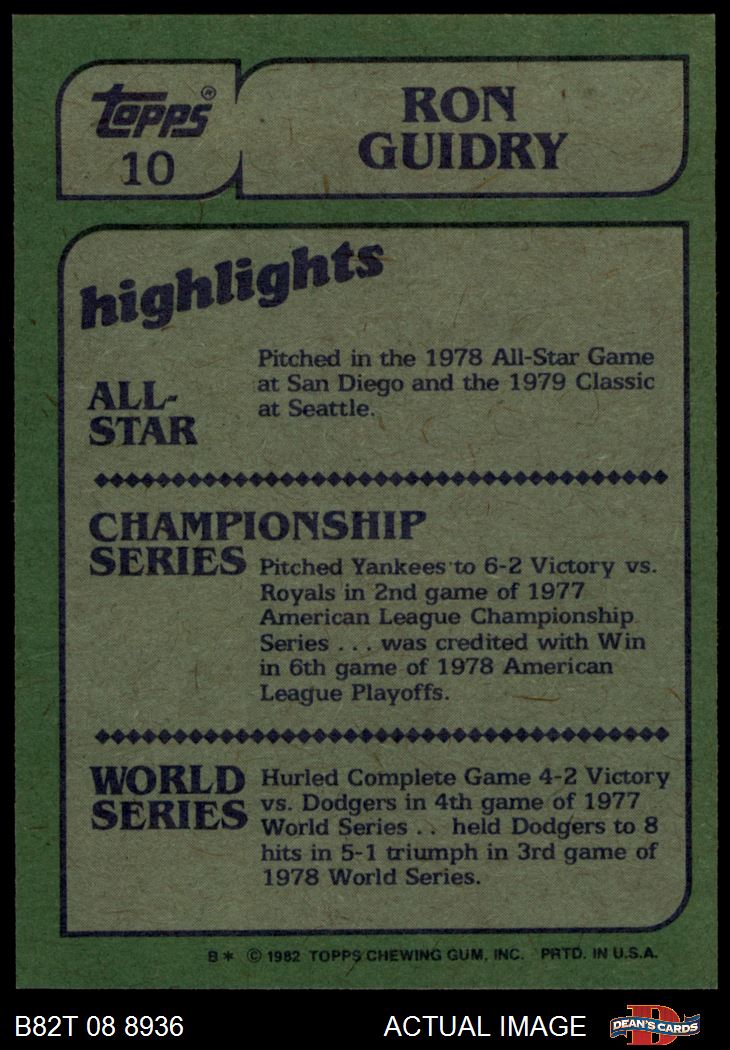 Topps®
10
RON
GUIDRY
highlights
ALL-
STAR
Pitched in the 1978 All-Star Game
at San Diego and the 1979 Classic
at Seattle.
CHAMPIONSHIP
SERIES
Pitched Yankees to 6-2 Victory vs.
Royals in 2nd game of 1977
American League Championship
Series . . . was credited with Win
in 6th game of 1978 American
League Playoffs.
WORLD
SERIES
Hurled Complete Game 4-2 Victory
vs. Dodgers in 4th game of 1977
World Series . . held Dodgers to 8
hits in 5-1 triumph in 3rd game of
1978 World Series.
B* © 1982 TOPPS CHEWING GUM, INC. PRTD. IN U.S.A.
B82T 08 8936 ACTUAL IMAGE
D
DEAN'S CARDS